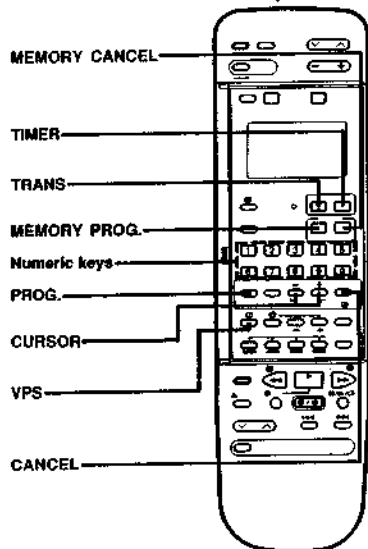 MEMORY CANCEL
TIMER
TRANS
MEMORY PROG.
Numeric keys
PROG.
CURSOR
VPS
CANCEL